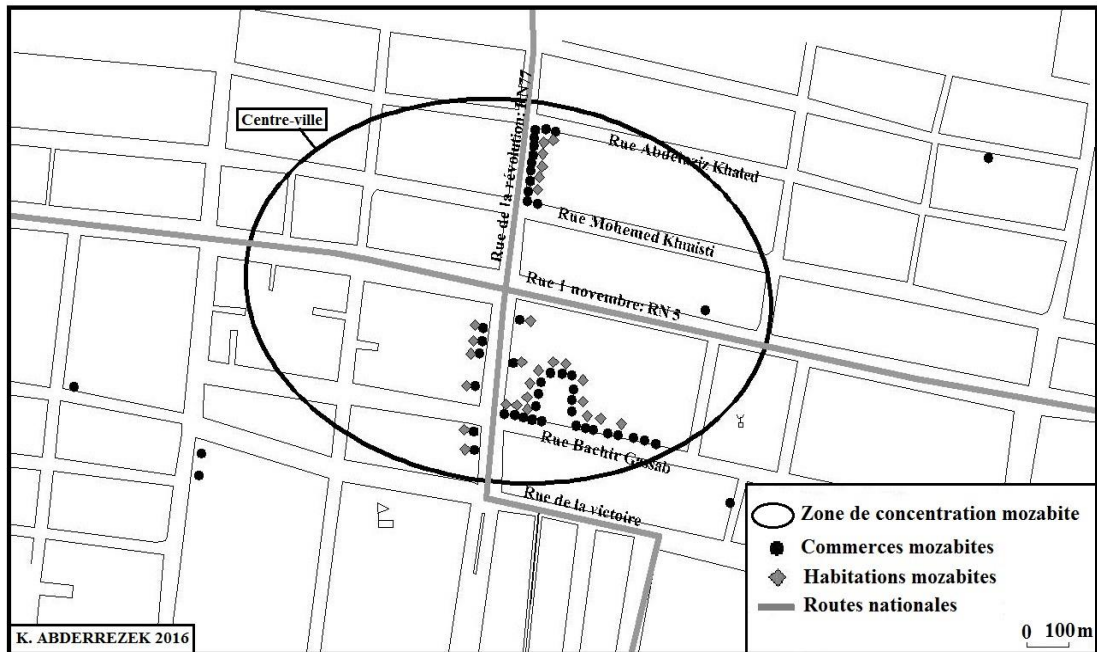 Centre-ville
Rue de la révolution: RN77
Rue Abdelaziz Khaled
Rue Mohemed Khmisti
Rue 1 novembre: RN 5
Rue Bachir Gassab
Rue de la victoire
Zone de concentration mozabite
Commerces mozabites
Habitations mozabites
Routes nationales
0 100m
K. ABDERREZEK 2016